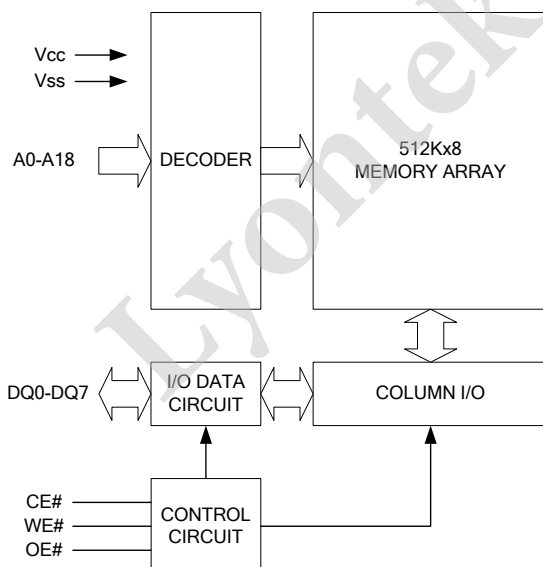 Vcc
Vss
A0-A18
DECODER
512Kx8
MEMORY ARRAY
DQ0-DQ7
I/O DATA
CIRCUIT
COLUMN I/O
CE#
WE#
OE#
CONTROL
CIRCUIT
Lyontek